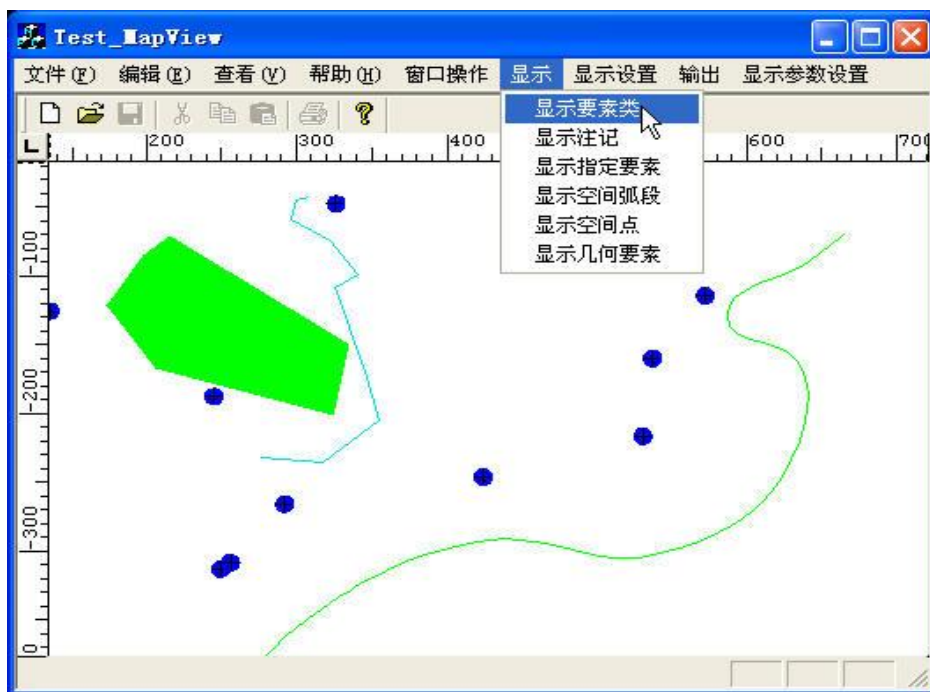 Test_MapView
文件(F) 编辑(E) 查看(V) 帮助(H) 窗口操作 显示 显示设置 输出 显示参数设置
显示要素类
显示注记
显示指定要素
显示空间弧段
显示空间点
显示几何要素
L
200 300 400 600 700
-100
-200
-300